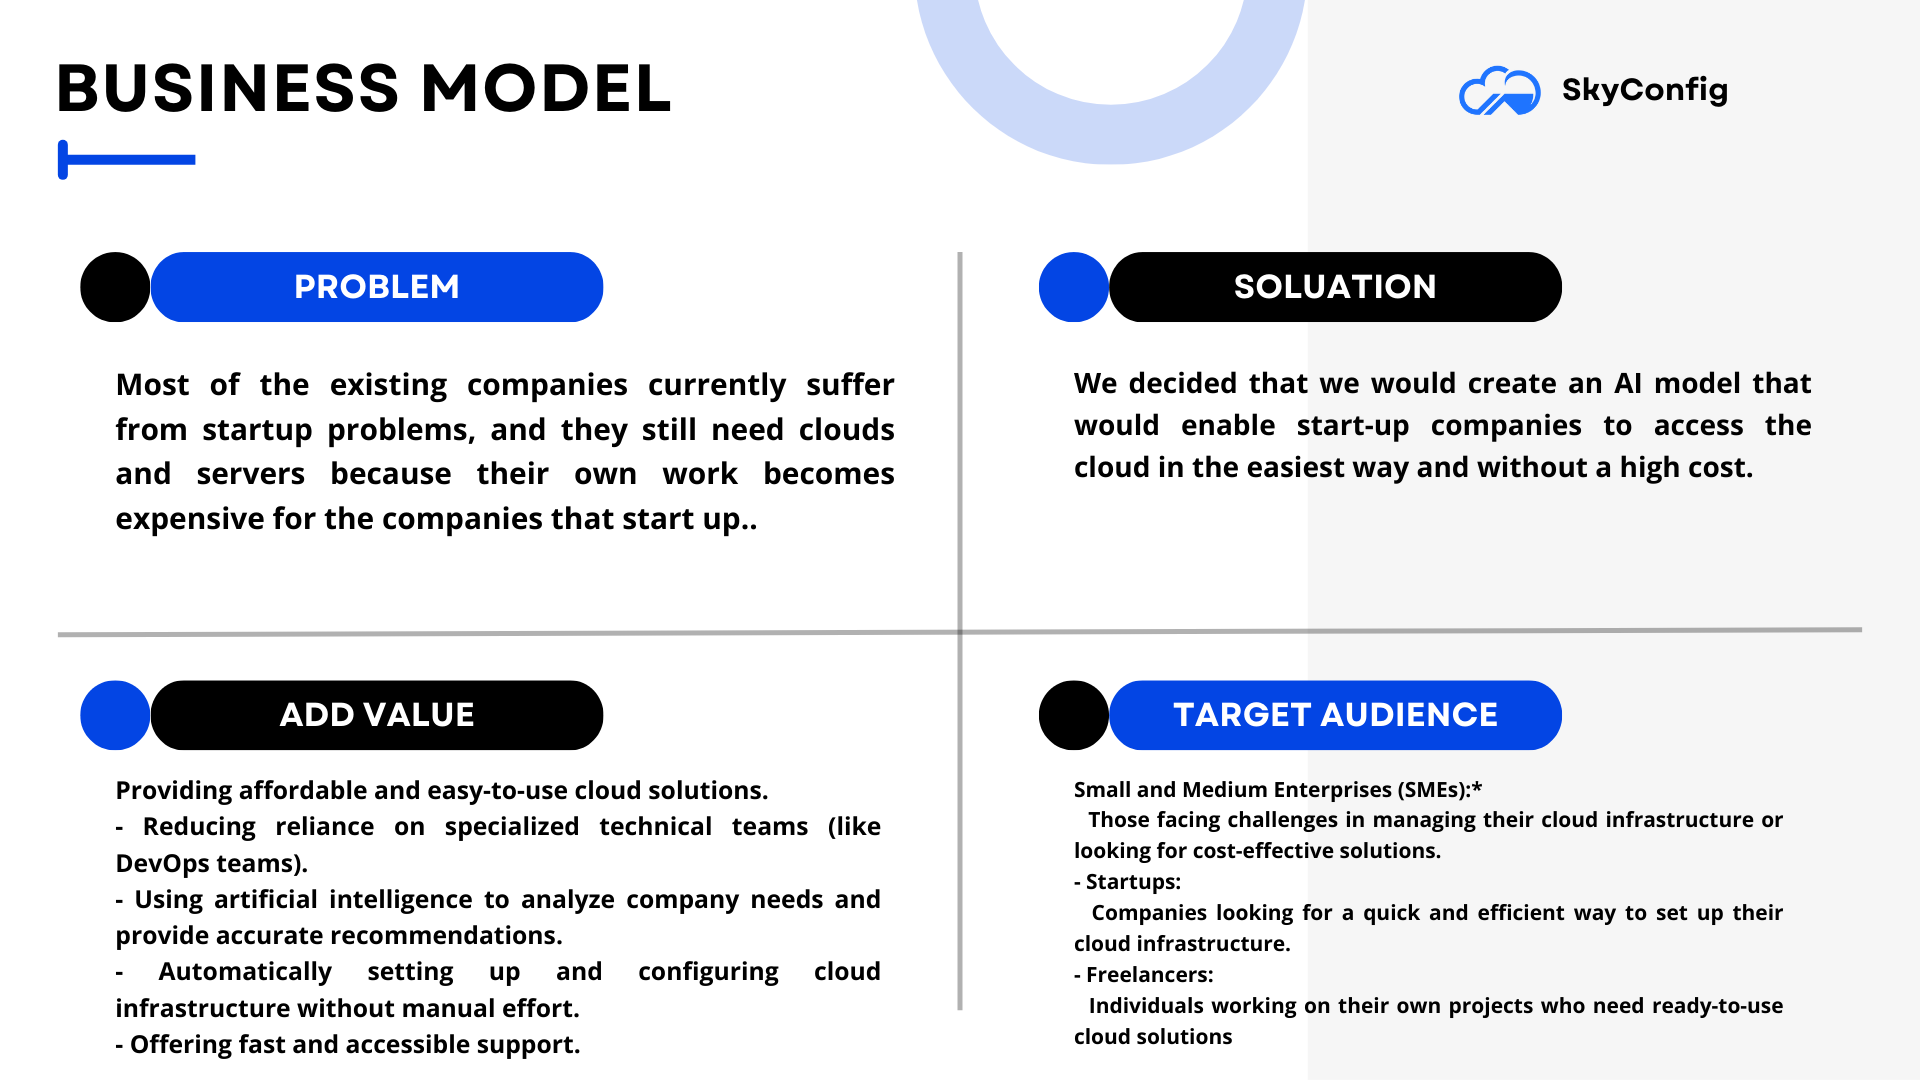 BUSINESS MODEL
SkyConfig
PROBLEM
Most of the existing companies currently suffer
from startup problems, and they still need clouds
and servers because their own work becomes
expensive for the companies that start up..
SOLUATION
We decided that we would create an AI model that
would enable start-up companies to access the
cloud in the easiest way and without a high cost.
ADD VALUE
Providing affordable and easy-to-use cloud solutions.
- Reducing reliance on specialized technical teams (like
DevOps teams).
- Using artificial intelligence to analyze company needs and
provide accurate recommendations.
- Automatically setting up and configuring cloud
infrastructure without manual effort.
- Offering fast and accessible support.
TARGET AUDIENCE
Small and Medium Enterprises (SMEs):*
Those facing challenges in managing their cloud infrastructure or
looking for cost-effective solutions.
- Startups:
Companies looking for a quick and efficient way to set up their
cloud infrastructure.
- Freelancers:
Individuals working on their own projects who need ready-to-use
cloud solutions